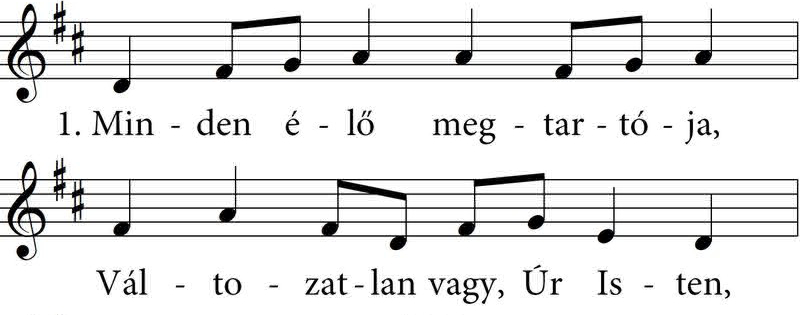 1. Min - den é - lő meg - tar - tó - ja,
Vál - to - zat - lan vagy, Úr Is - ten,